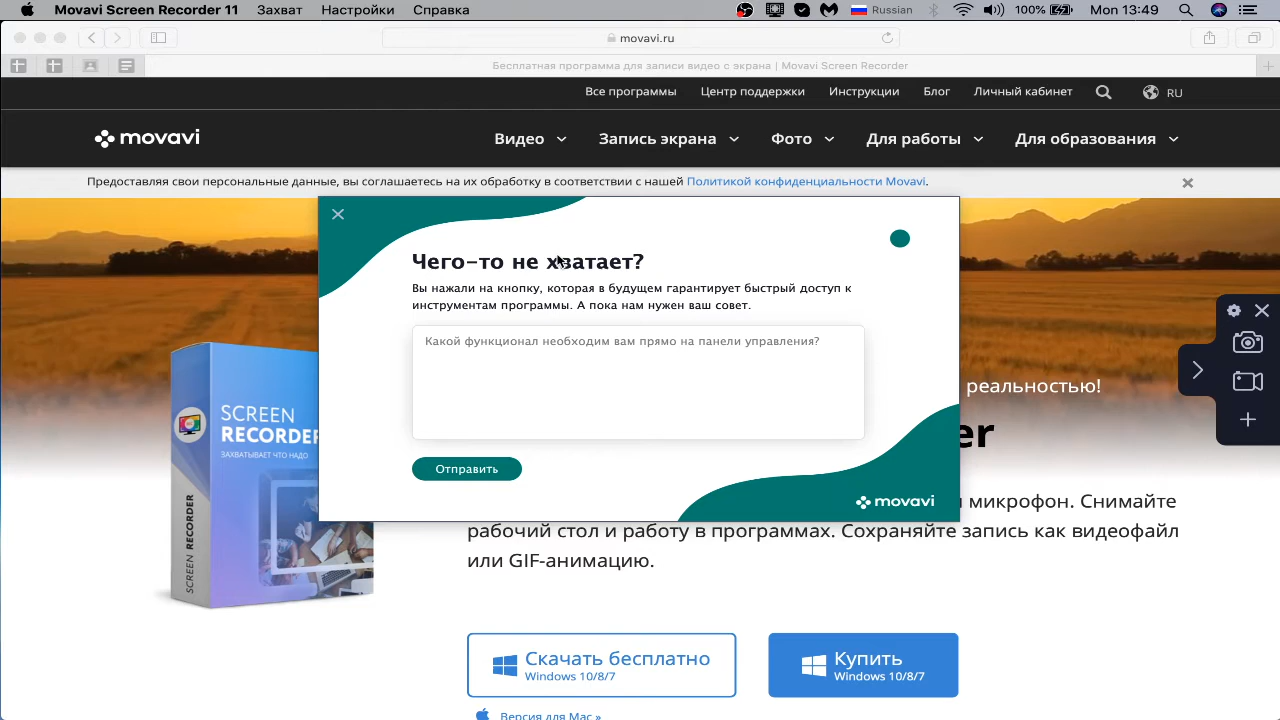 Movavi Screen Recorder 11 Захват Настройки Справка Russian 100% Mon 13:49
movavi.ru
Бесплатная программа для записи видео с экрана | Movavi Screen Recorder
Все программы Центр поддержки Инструкции Блог Личный кабинет RU
movavi Видео Запись экрана Фото Для работы Для образования
Предоставляя свои персональные данные, вы соглашаетесь на их обработку в соответствии с нашей Политикой конфиденциальности Movavi.
Чего-то не хватает?
Вы нажали на кнопку, которая в будущем гарантирует быстрый доступ к
инструментам программы. А пока нам нужен ваш совет.
Какой функционал необходим вам прямо на панели управления?
Отправить
movavi
SCREEN
RECORDER
ЗАХВАТЫВАЕТ ЧТО НАДО
SCREEN RECORDER
реальностью!
er
микрофон. Снимайте
рабочий стол и работу в программах. Сохраняйте запись как видеофайл
или GIF-анимацию.
Скачать бесплатно
Windows 10/8/7
Купить
Windows 10/8/7
Версия для Mac »